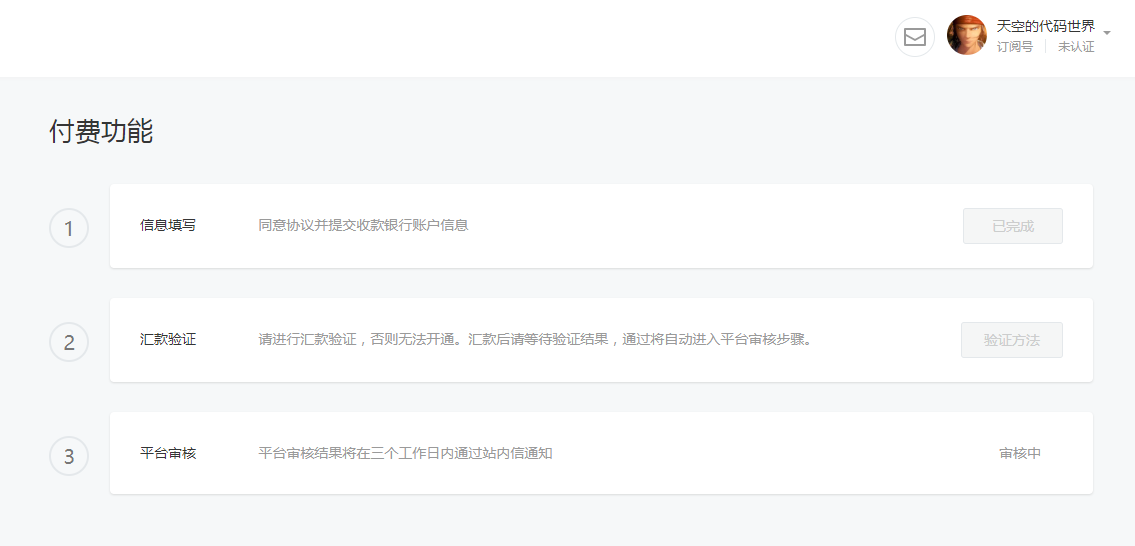 天空的代码世界
订阅号 未认证
付费功能
1 信息填写 同意协议并提交收款银行账户信息 已完成
2 汇款验证 请进行汇款验证，否则无法开通。汇款后请等待验证结果，通过将自动进入平台审核步骤。 验证方法
3 平台审核 平台审核结果将在三个工作日内通过站内信通知 审核中